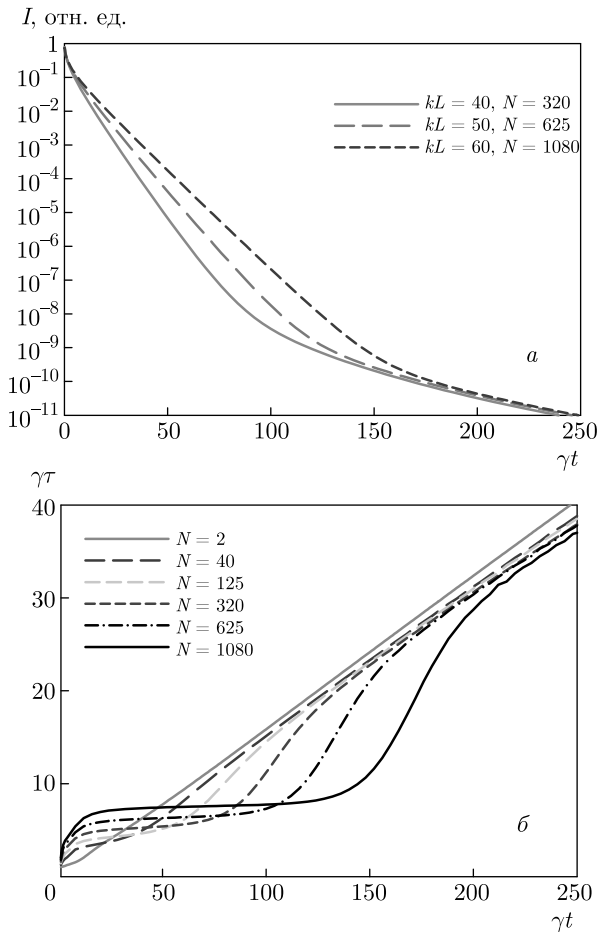 I, отн. ед.
1
10⁻¹
10⁻²
10⁻³
10⁻⁴
10⁻⁵
10⁻⁶
10⁻⁷
10⁻⁸
10⁻⁹
10⁻¹⁰
10⁻¹¹
kL = 40, N = 320
kL = 50, N = 625
kL = 60, N = 1080
а
0 50 100 150 200 250
γt
γτ
40
30
20
10
N = 2
N = 40
N = 125
N = 320
N = 625
N = 1080
б
0 50 100 150 200 250
γt